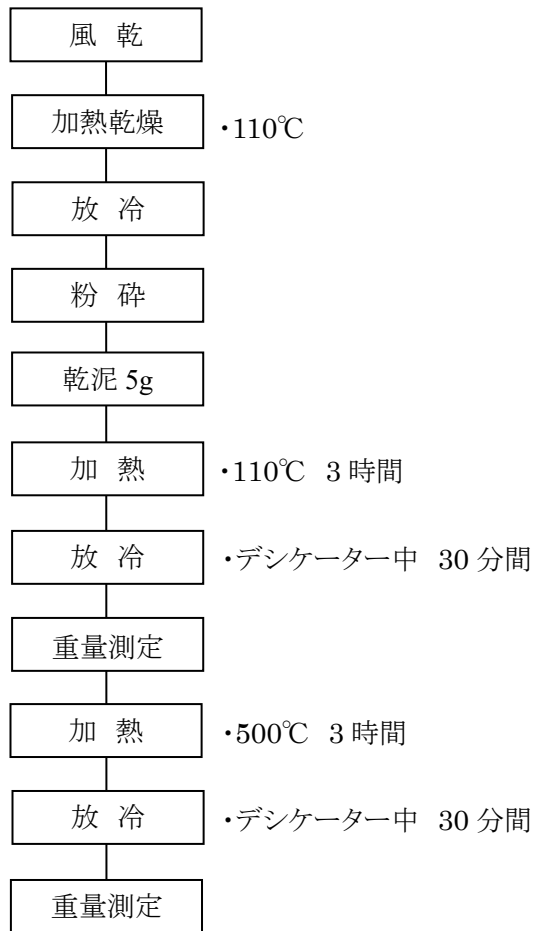 風 乾
加熱乾燥 ・110℃
放 冷
粉 砕
乾泥 5g
加 熱 ・110℃ 3 時間
放 冷 ・デシケーター中 30 分間
重量測定
加 熱 ・500℃ 3 時間
放 冷 ・デシケーター中 30 分間
重量測定